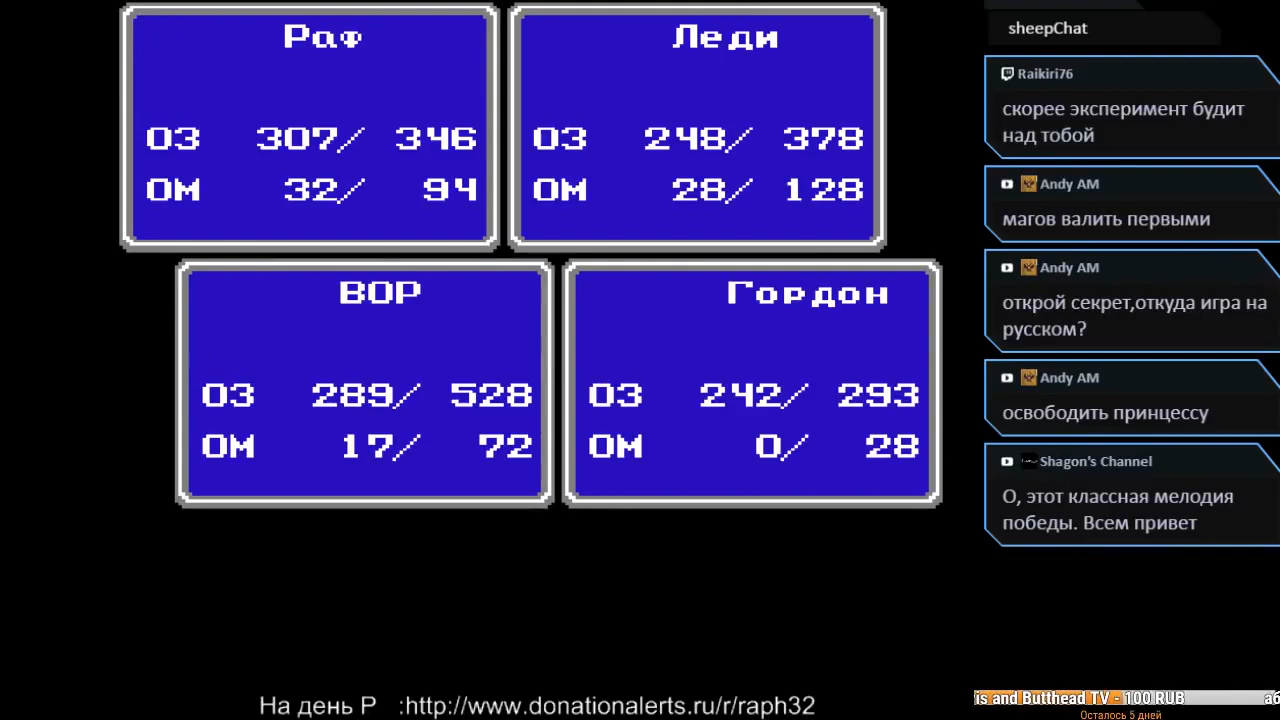 Раф
ОЗ 307/ 346
ОМ 32/ 94
Леди
ОЗ 248/ 378
ОМ 28/ 128
ВОР
ОЗ 289/ 528
ОМ 17/ 72
Гордон
ОЗ 242/ 293
ОМ 0/ 28
sheepChat
Raikiri76
скорее эксперимент будит
над тобой
Andy AM
магов валить первыми
Andy AM
открой секрет,откуда игра на
русском?
Andy AM
освободить принцессу
Shagon's Channel
О, этот классная мелодия
победы. Всем привет
На день Р :http://www.donationalerts.ru/r/raph32
is and Butthead TV - 100 RUB
Осталось 5 дней